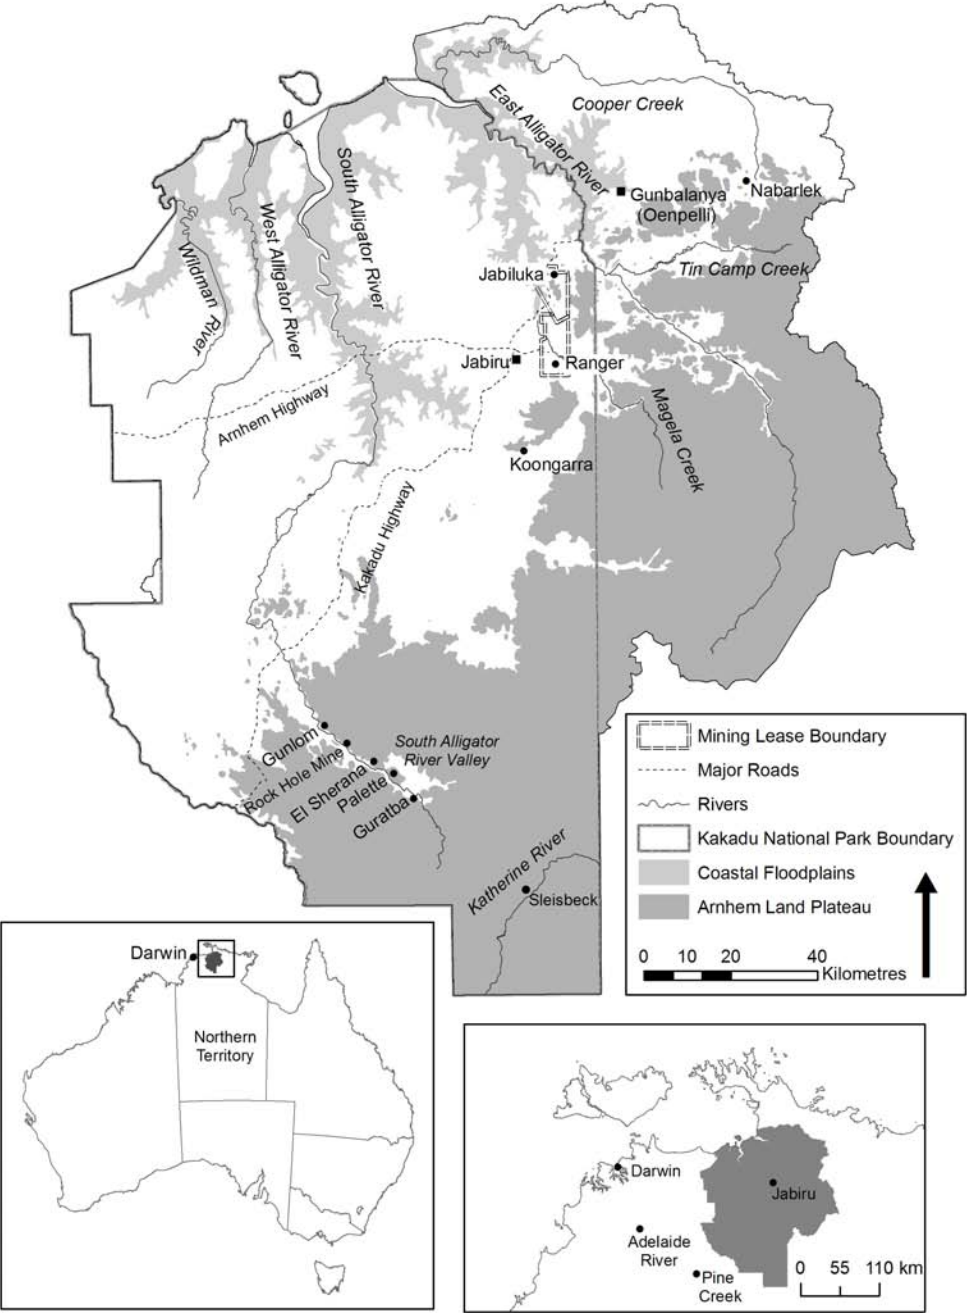 Cooper Creek
East Alligator River
Gunbalanya
(Oenpelli)
Nabarlek
South Alligator River
West Alligator River
Wildman River
Tin Camp Creek
Jabiluka
Jabiru
Ranger
Arnhem Highway
Magela Creek
Koongarra
Kakadu Highway
Gunlom
Rock Hole Mine
El Sherana
Palette
Guratba
South Alligator
River Valley
Katherine River
Sleisbeck
Mining Lease Boundary
Major Roads
Rivers
Kakadu National Park Boundary
Coastal Floodplains
Arnhem Land Plateau
0 10 20 40
Kilometres
Darwin
Northern
Territory
Darwin
Jabiru
Adelaide
River
Pine
Creek
0 55 110 km